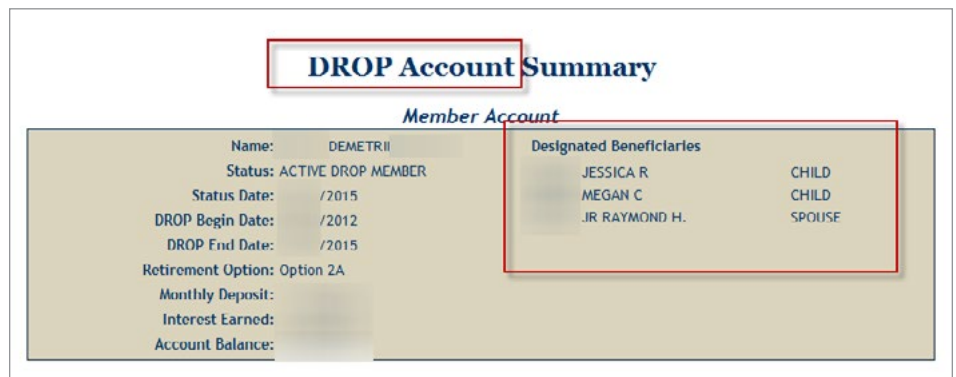 DROP Account Summary
Member Account
Name: DEMETRII
Status: ACTIVE DROP MEMBER
Status Date: /2015
DROP Begin Date: /2012
DROP End Date: /2015
Retirement Option: Option 2A
Monthly Deposit:
Interest Earned:
Account Balance:
Designated Beneficiaries
JESSICA R CHILD
MEGAN C CHILD
JR RAYMOND H. SPOUSE